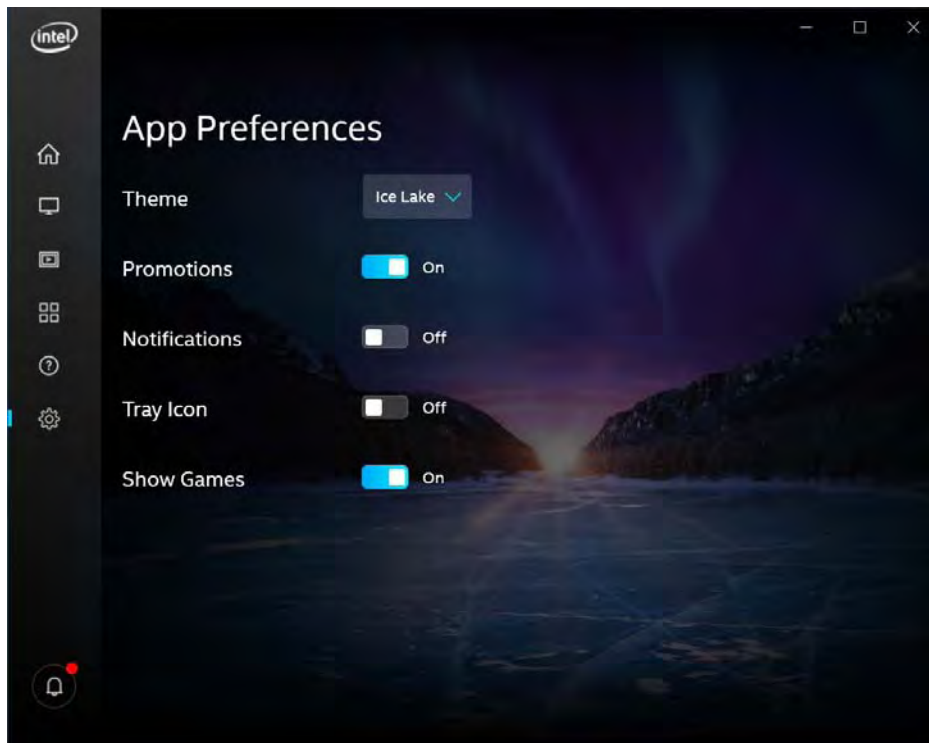 intel
App Preferences
Theme Ice Lake
Promotions On
Notifications Off
Tray Icon Off
Show Games On